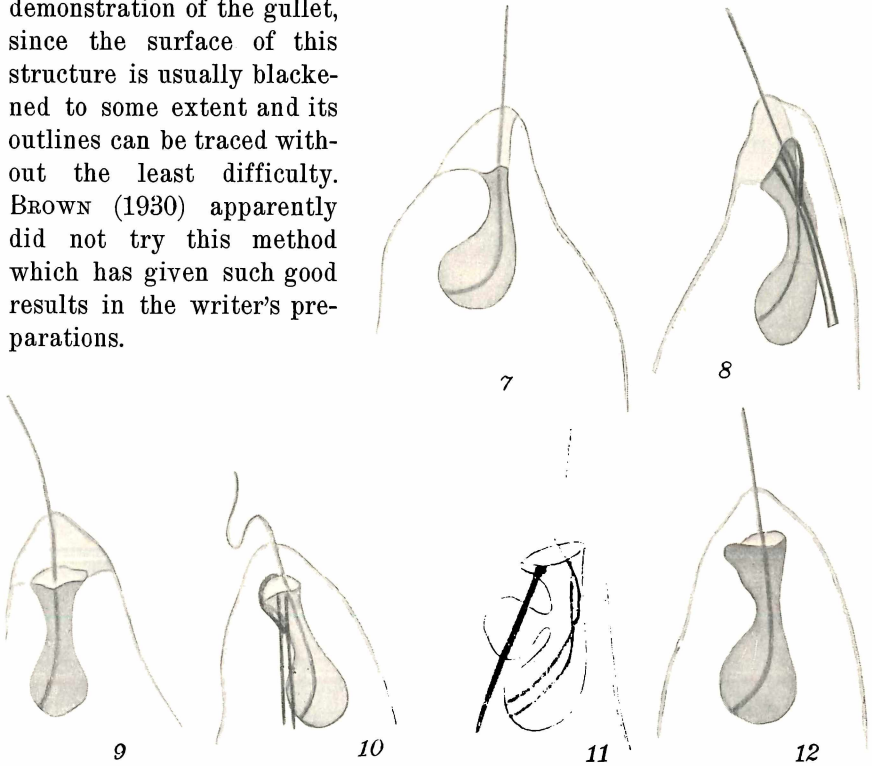 demonstration of the gullet,
since the surface of this
structure is usually blacke-
ned to some extent and its
outlines can be traced with-
out the least difficulty.
BROWN (1930) apparently
did not try this method
which has given such good
results in the writer's pre-
parations.
7
8
9
10
11
12